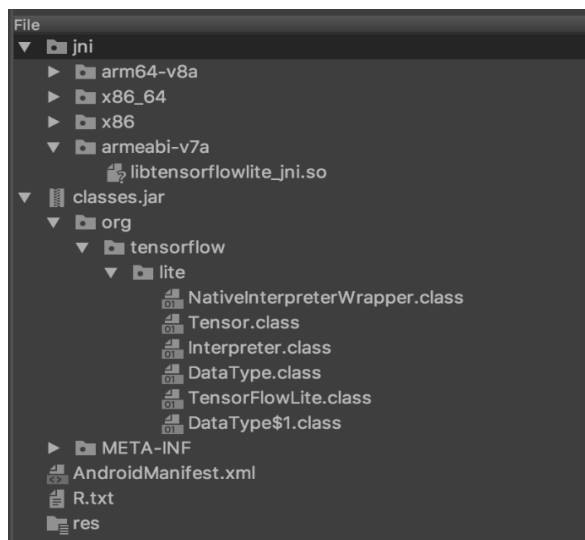 File
jni
arm64-v8a
x86_64
x86
armeabi-v7a
libtensorflowlite_jni.so
classes.jar
org
tensorflow
lite
NativeInterpreterWrapper.class
Tensor.class
Interpreter.class
DataType.class
TensorFlowLite.class
DataType$1.class
META-INF
AndroidManifest.xml
R.txt
res